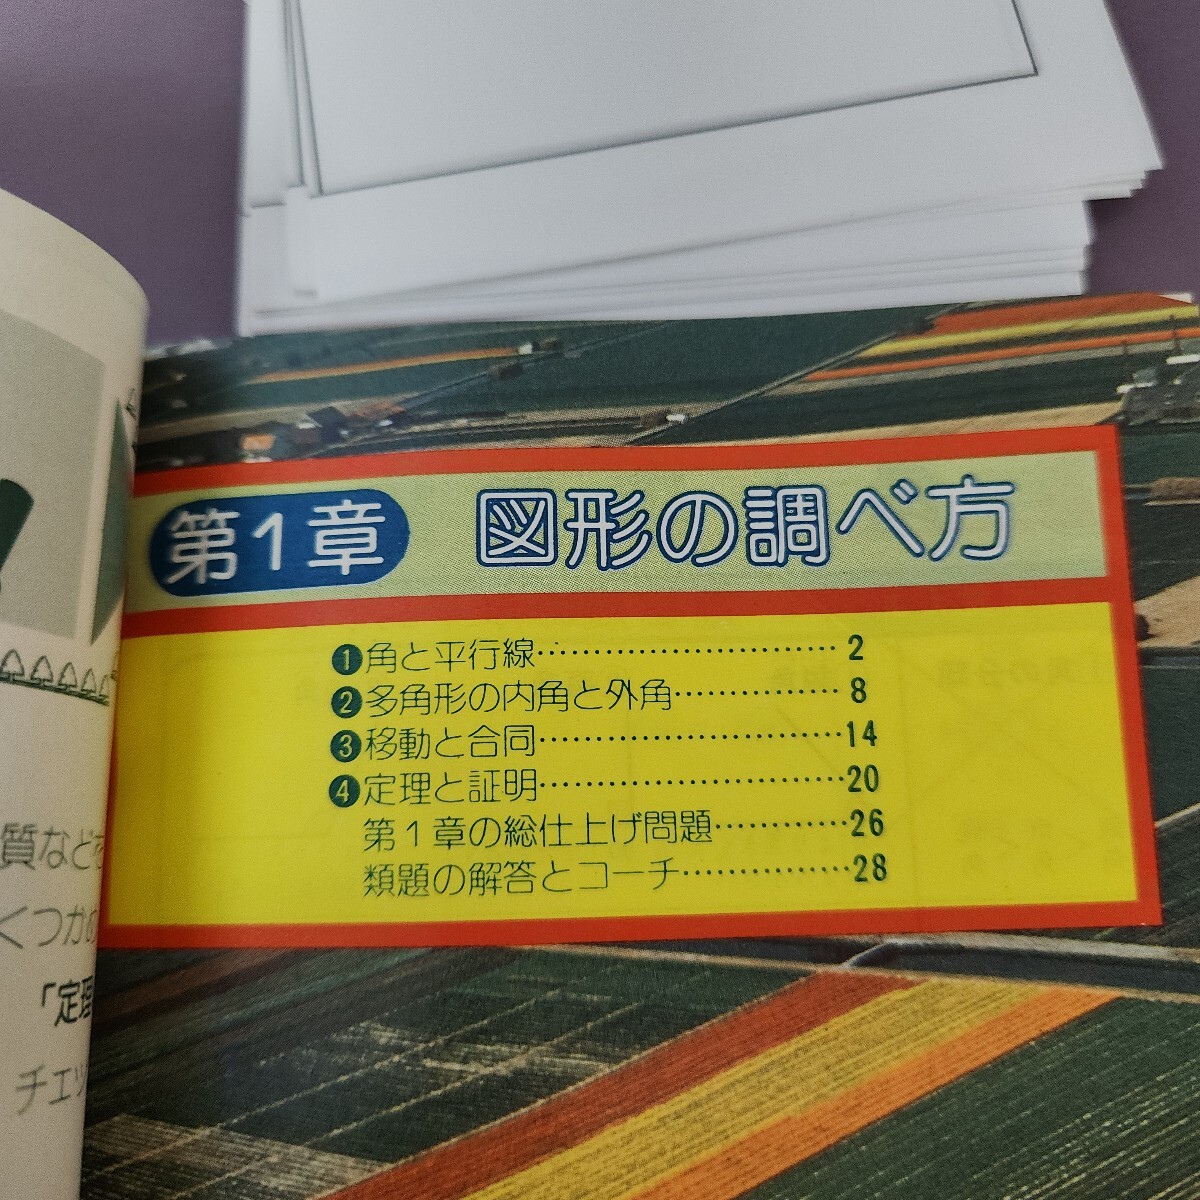 第1章 図形の調べ方
❶角と平行線………………………2
❷多角形の内角と外角……………8
❸移動と合同………………………14
❹定理と証明………………………20
第1章の総仕上げ問題…………26
類題の解答とコーチ……………28
質などを
くつかの
「定理
チェッ